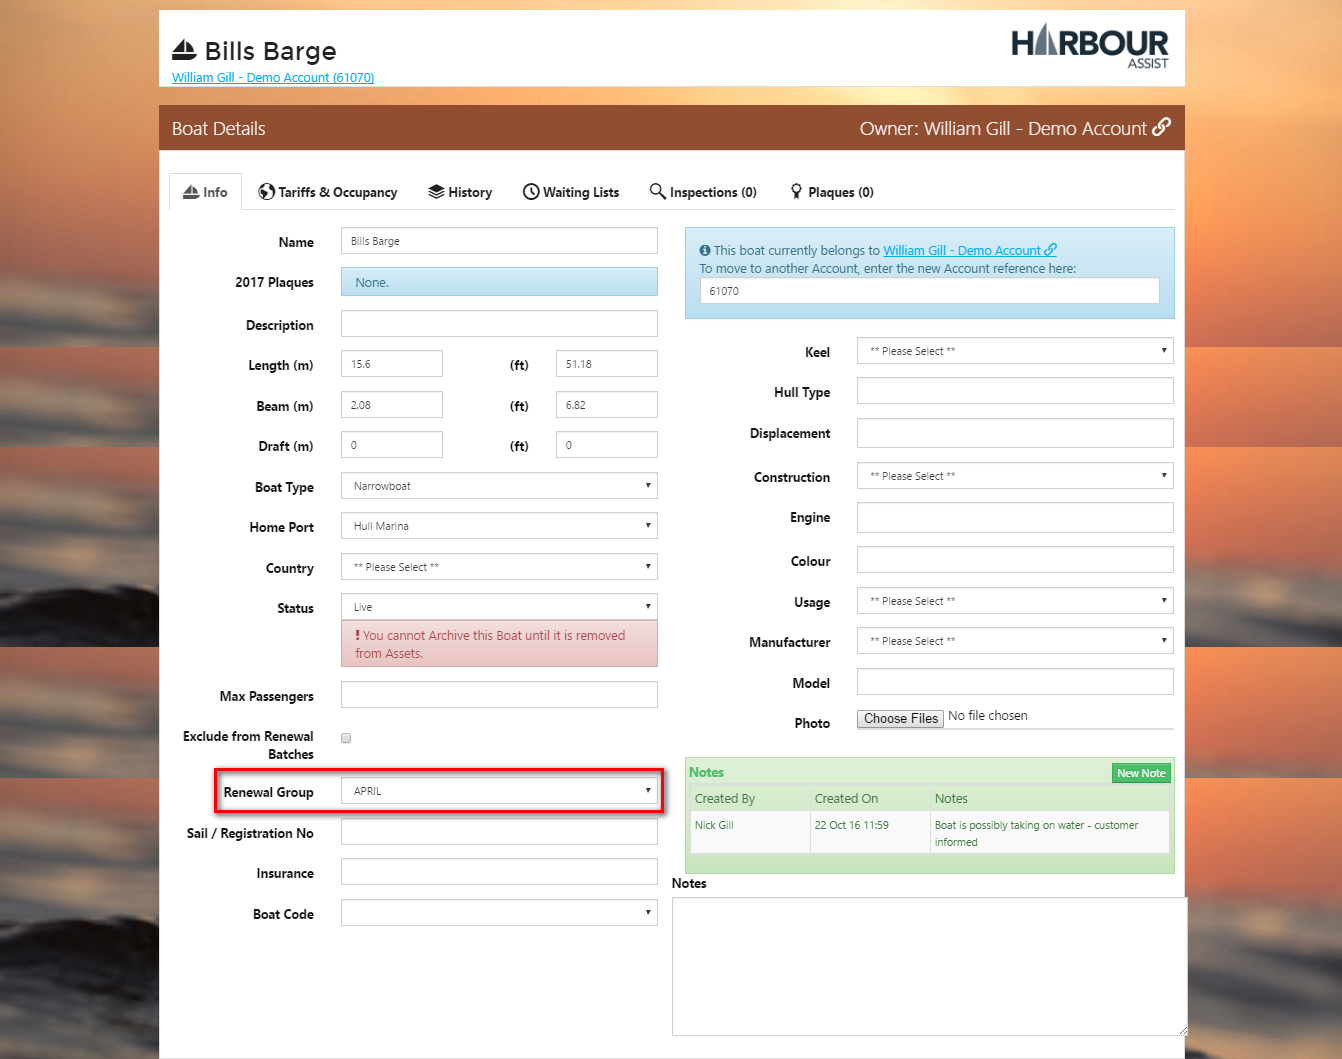 Bills Barge
William Gill - Demo Account (61070)
HARBOUR
ASSIST
Boat Details
Owner: William Gill - Demo Account
Info
Tariffs & Occupancy
History
Waiting Lists
Inspections (0)
Plaques (0)
Name
Bills Barge
2017 Plaques
None.
Description
Length (m)
15.6
(ft)
51.18
Beam (m)
2.08
(ft)
6.82
Draft (m)
0
(ft)
0
Boat Type
Narrowboat
Home Port
Hull Marina
Country
** Please Select **
Status
Live
! You cannot Archive this Boat until it is removed
from Assets.
Max Passengers
Exclude from Renewal
Batches
Renewal Group
APRIL
Sail / Registration No
Insurance
Boat Code
This boat currently belongs to William Gill - Demo Account
To move to another Account, enter the new Account reference here:
61070
Keel
** Please Select **
Hull Type
Displacement
Construction
** Please Select **
Engine
Colour
Usage
** Please Select **
Manufacturer
** Please Select **
Model
Photo
Choose Files No file chosen
Notes
New Note
Created By
Created On
Notes
Nick Gill
22 Oct 16 11:59
Boat is possibly taking on water - customer
informed
Notes